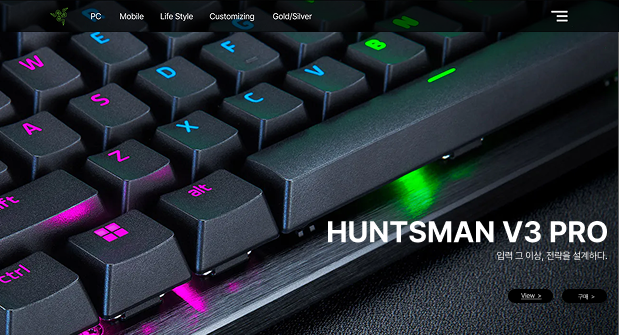 PC Mobile Life Style Customizing Gold/Silver
W E
A S D F
Z X C V B N
ft
ctrl alt
HUNTSMAN V3 PRO
입력 그 이상, 전략을 설계하다.
View > 구매 >